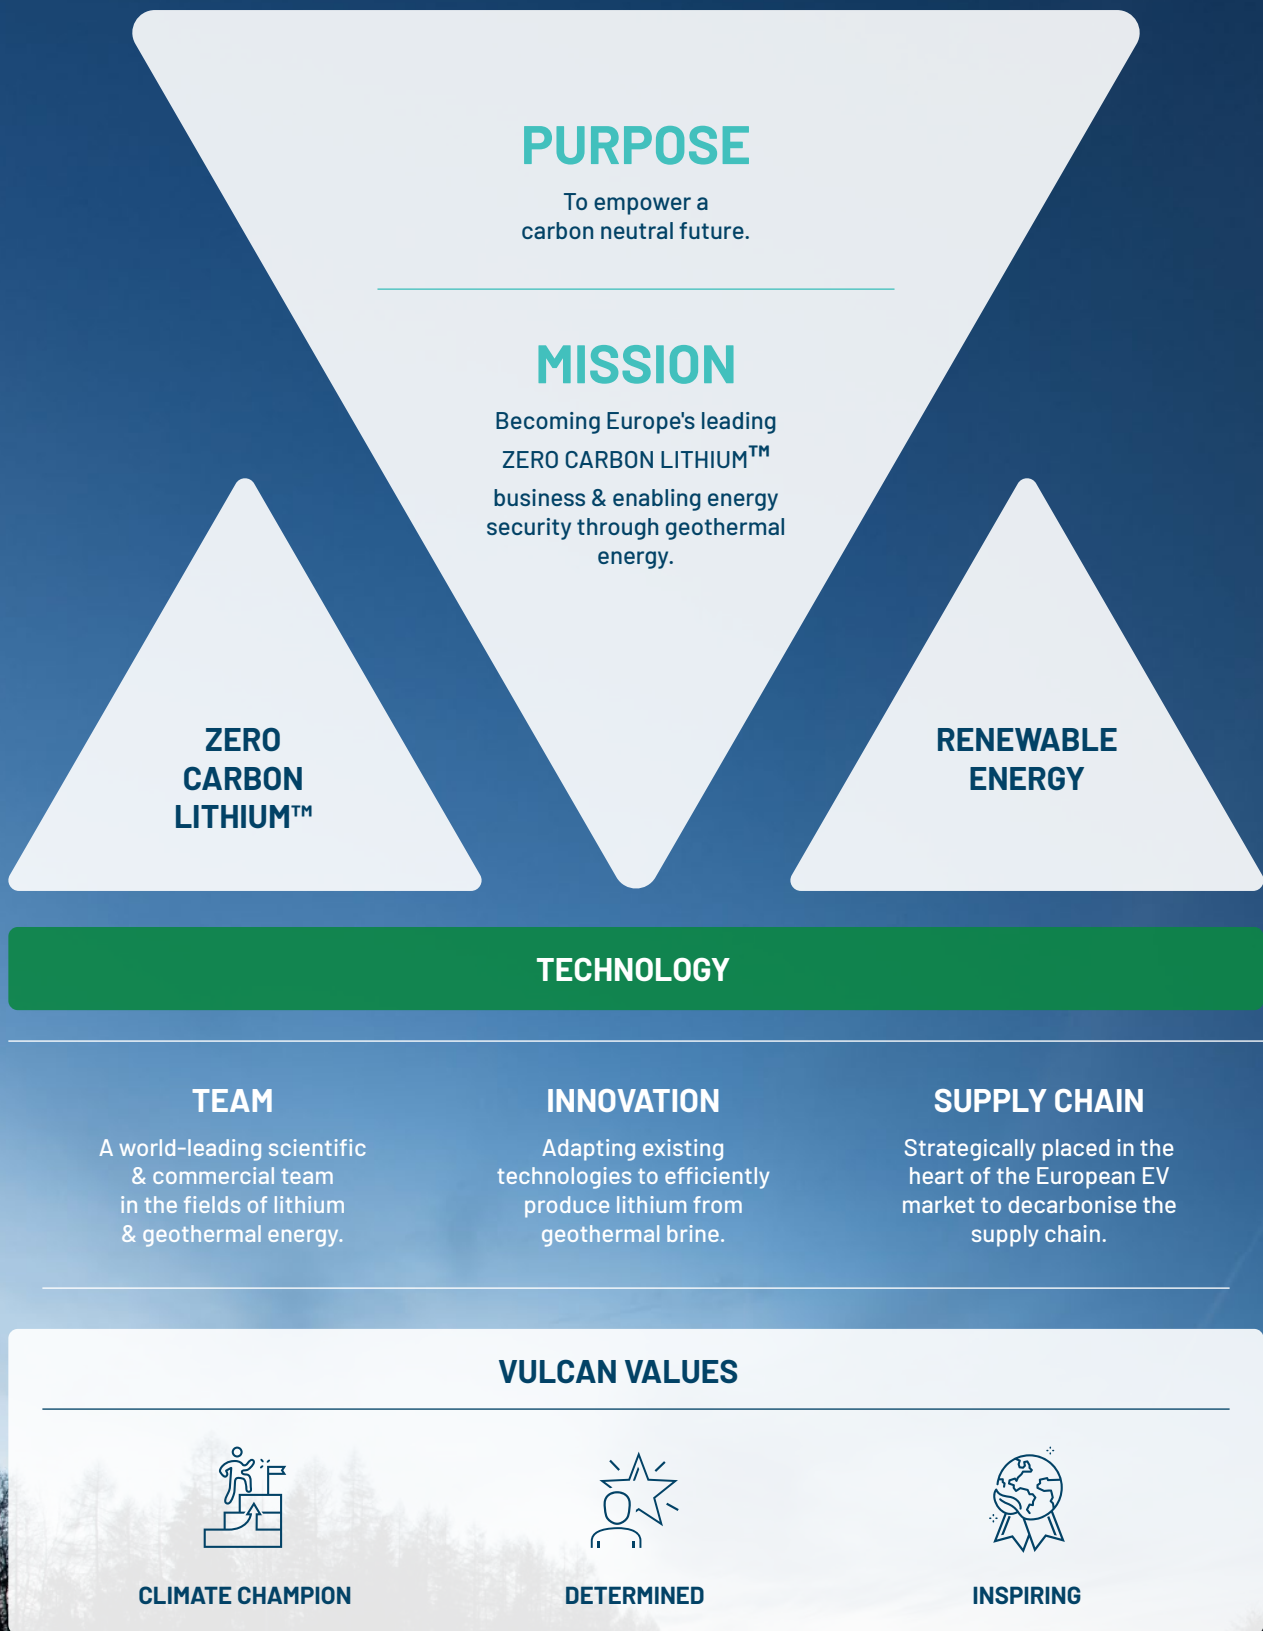 PURPOSE
To empower a
carbon neutral future.
MISSION
Becoming Europe's leading
ZERO CARBON LITHIUM™
business & enabling energy
security through geothermal
energy.
ZERO
CARBON
LITHIUM™
RENEWABLE
ENERGY
TECHNOLOGY
TEAM
A world-leading scientific
& commercial team
in the fields of lithium
& geothermal energy.
INNOVATION
Adapting existing
technologies to efficiently
produce lithium from
geothermal brine.
SUPPLY CHAIN
Strategically placed in the
heart of the European EV
market to decarbonise the
supply chain.
VULCAN VALUES
CLIMATE CHAMPION
DETERMINED
INSPIRING